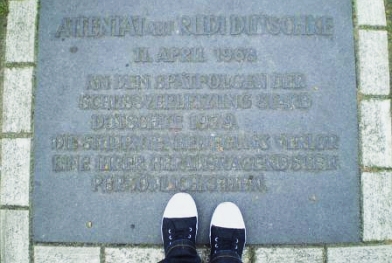 ATTENTAT AUF RUDI DUTSCHKE
11. APRIL 1968
AN DEN SPÄTFOLGEN DER
SCHUSSVERLETZUNG STARB
DUTSCHKE 1979.
DIE STUDENTENBEWEGUNG VERLOR
EINE IHRER HERAUSRAGENDSTEN
PERSÖNLICHKEITEN.